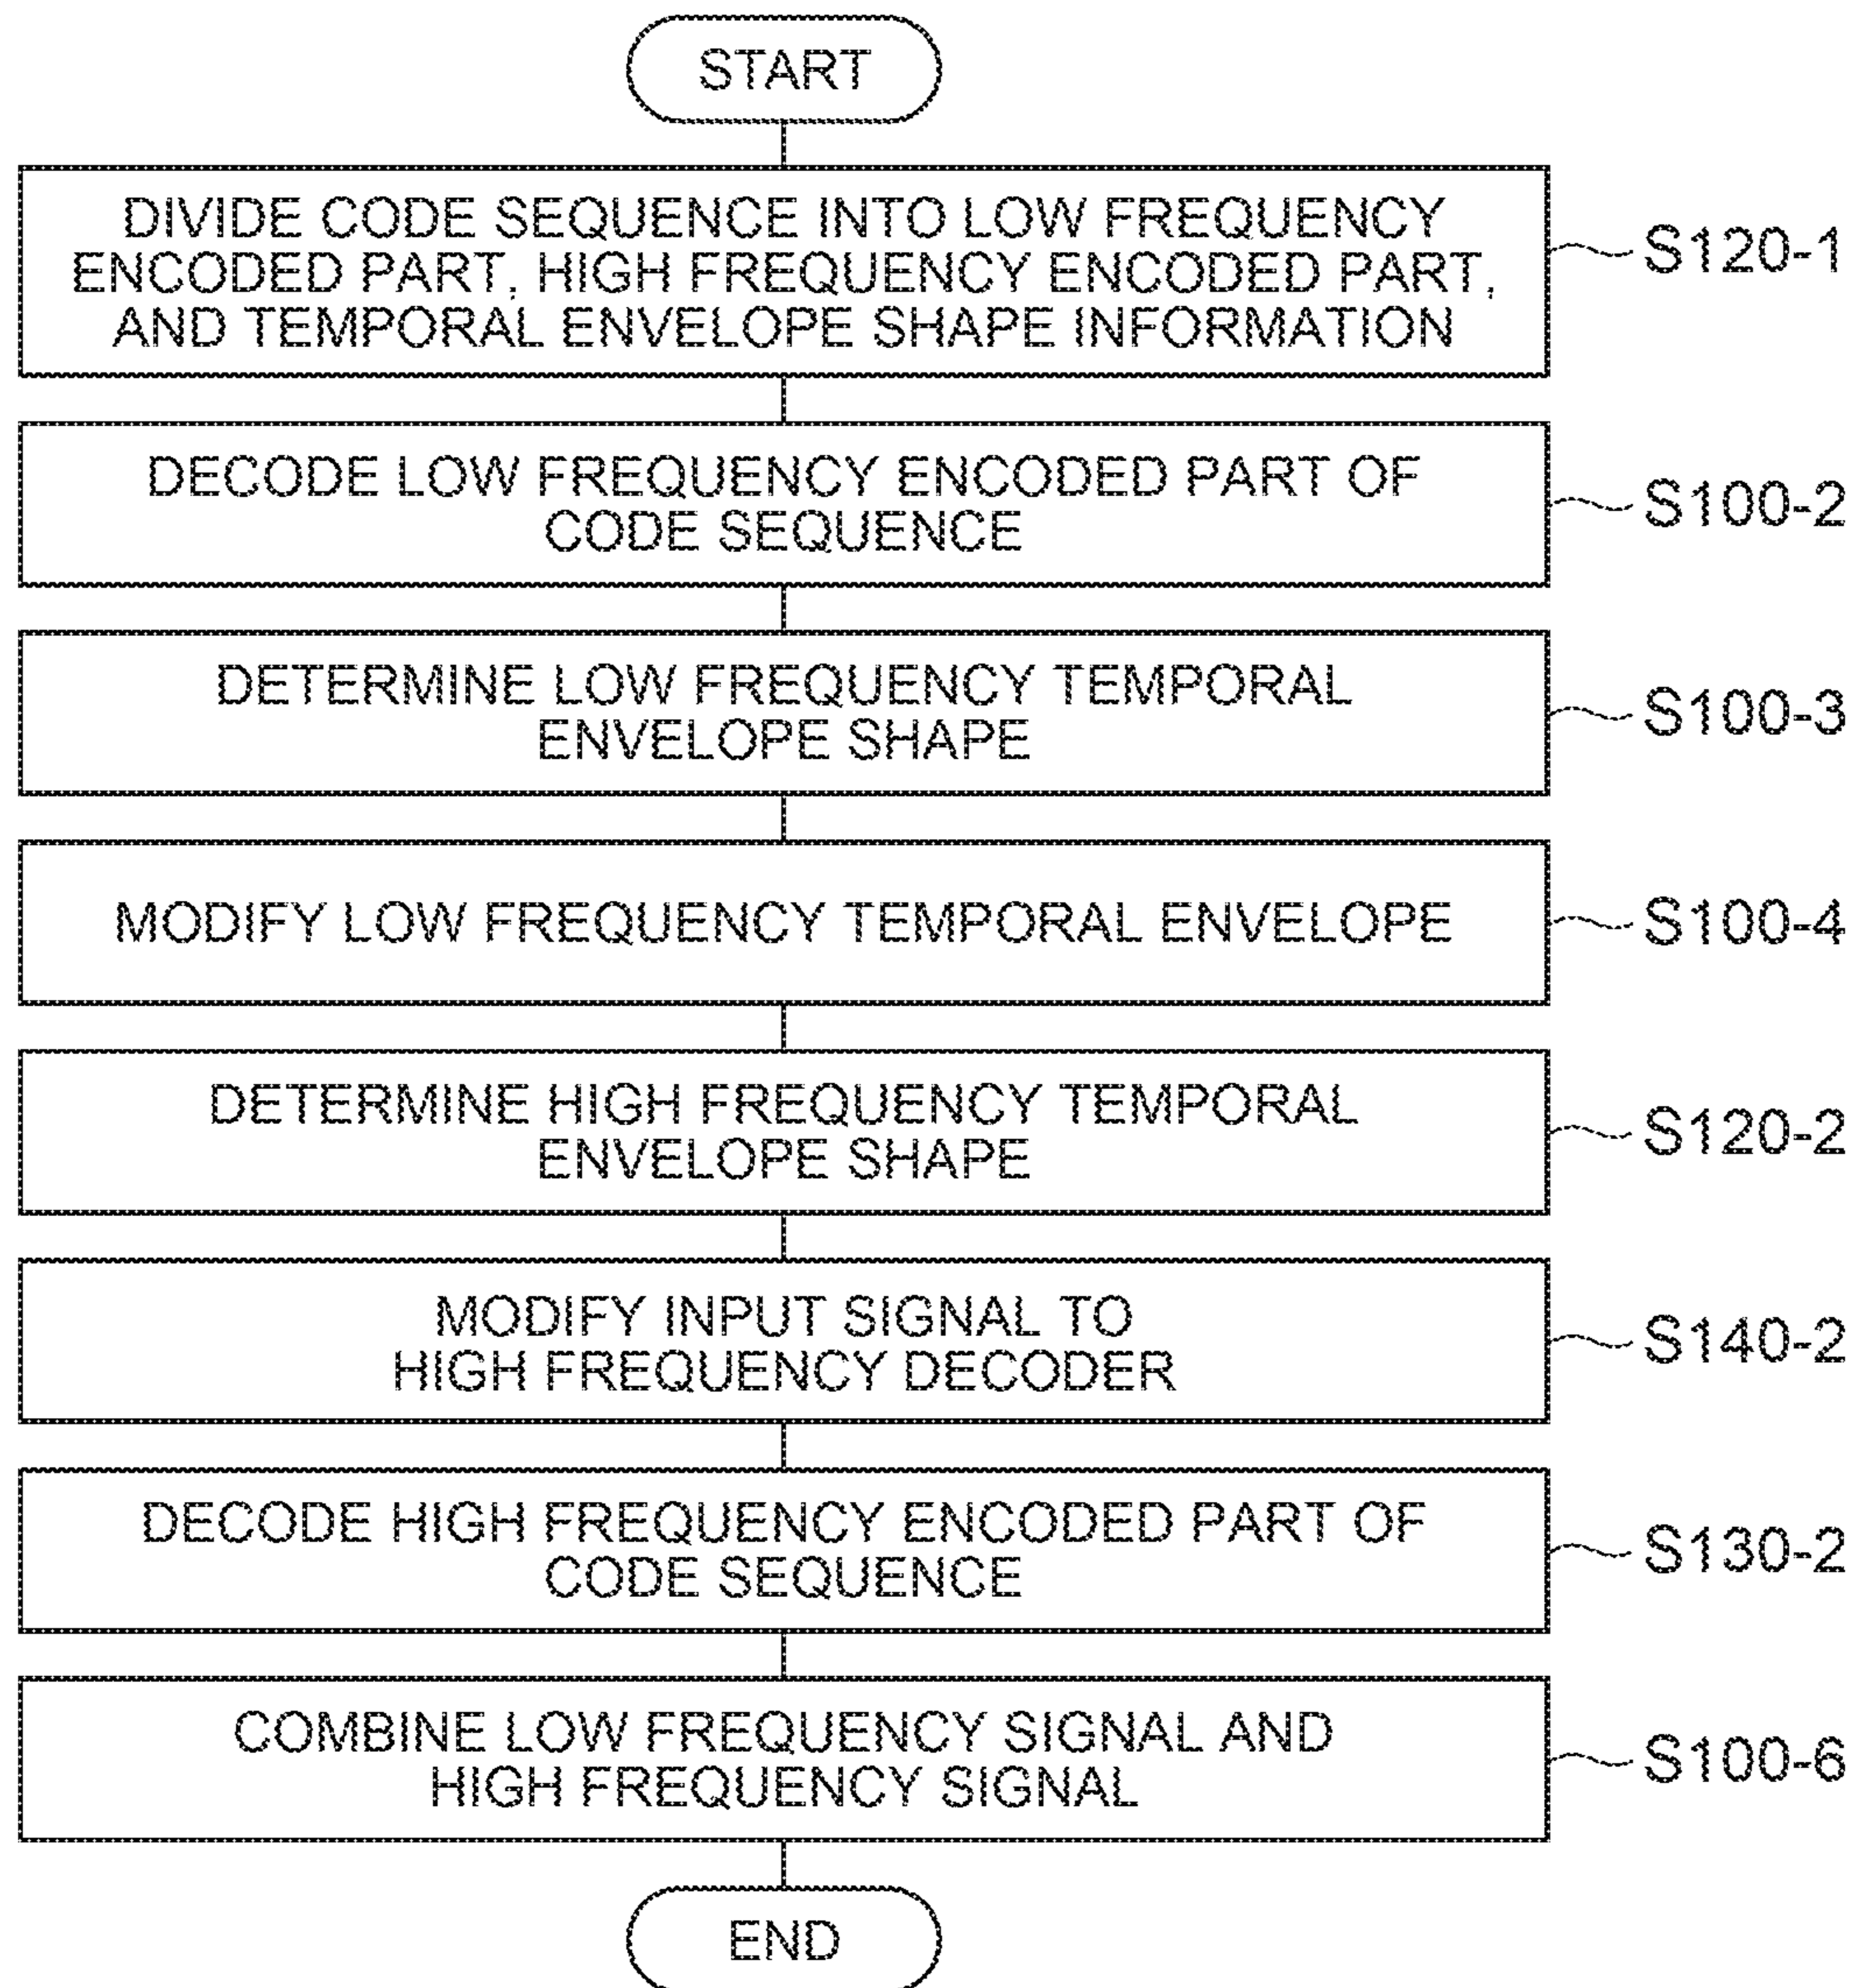 START
DIVIDE CODE SEQUENCE INTO LOW FREQUENCY
ENCODED PART, HIGH FREQUENCY ENCODED PART,
AND TEMPORAL ENVELOPE SHAPE INFORMATION
S120-1
DECODE LOW FREQUENCY ENCODED PART OF
CODE SEQUENCE
S100-2
DETERMINE LOW FREQUENCY TEMPORAL
ENVELOPE SHAPE
S100-3
MODIFY LOW FREQUENCY TEMPORAL ENVELOPE
S100-4
DETERMINE HIGH FREQUENCY TEMPORAL
ENVELOPE SHAPE
S120-2
MODIFY INPUT SIGNAL TO
HIGH FREQUENCY DECODER
S140-2
DECODE HIGH FREQUENCY ENCODED PART OF
CODE SEQUENCE
S130-2
COMBINE LOW FREQUENCY SIGNAL AND
HIGH FREQUENCY SIGNAL
S100-6
END